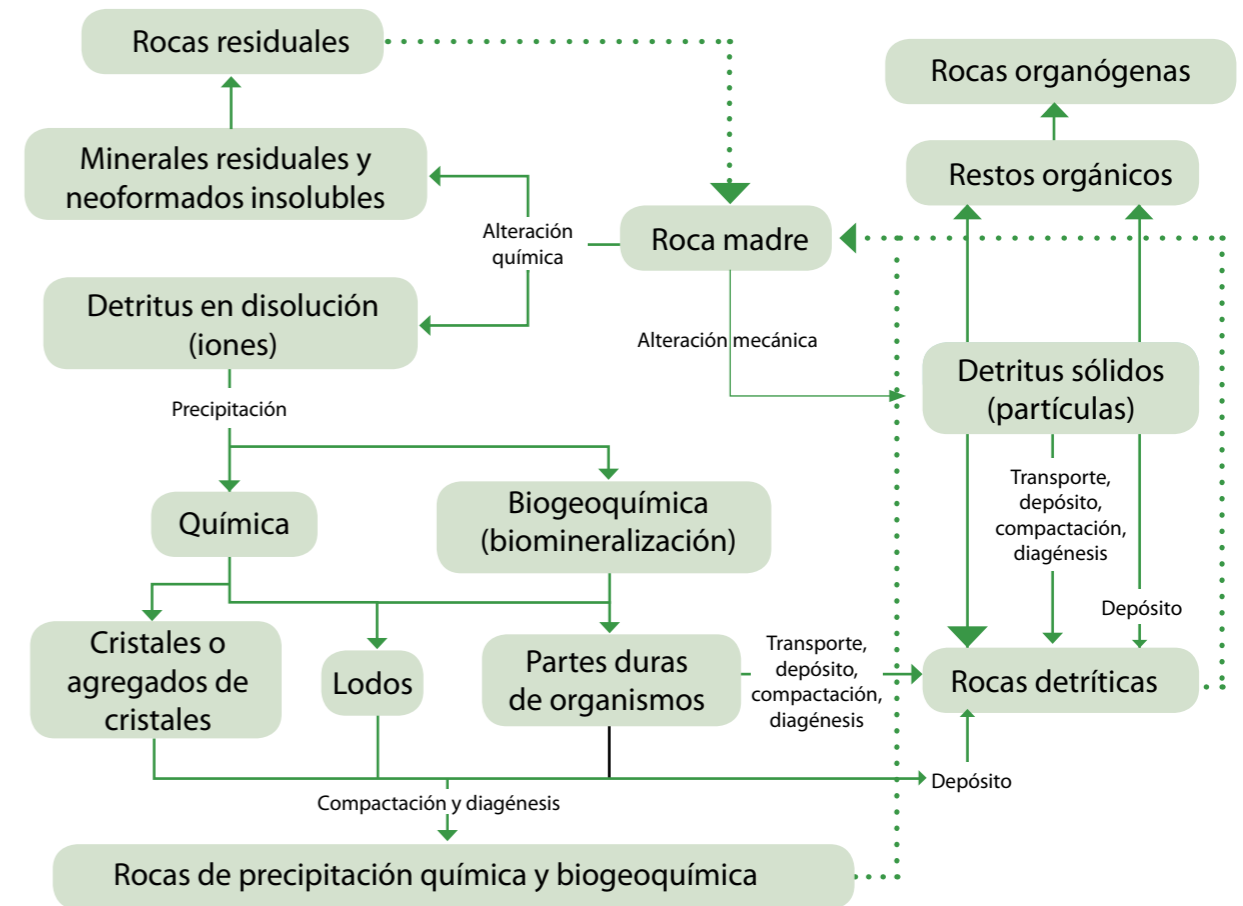 Rocas residuales
Rocas organógenas
Minerales residuales y
neoformados insolubles
Restos orgánicos
Alteración
química
Roca madre
Detritus en disolución
(iones)
Alteración mecánica
Detritus sólidos
(partículas)
Precipitación
Transporte,
depósito,
compactación,
diagénesis
Química
Biogeoquímica
(biomineralización)
Depósito
Cristales o
agregados de
cristales
Lodos
Partes duras
de organismos
Transporte,
depósito,
compactación,
diagénesis
Rocas detríticas
Depósito
Compactación y diagénesis
Rocas de precipitación química y biogeoquímica